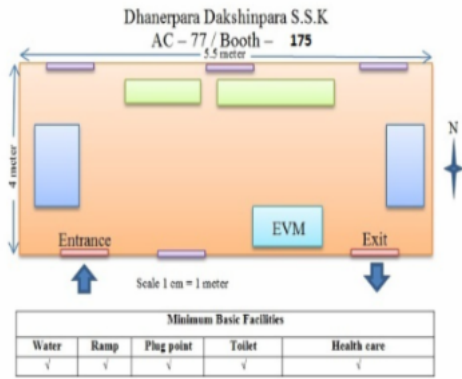 Dhanerpara Dakshinpara S.S.K
AC – 77 / Booth – 175
5.5 meter
4 meter
N
EVM
Entrance
Exit
Scale 1 cm = 1 meter
Minimum Basic Facilities
Water Ramp Plug point Toilet Health care
√ √ √ √ √